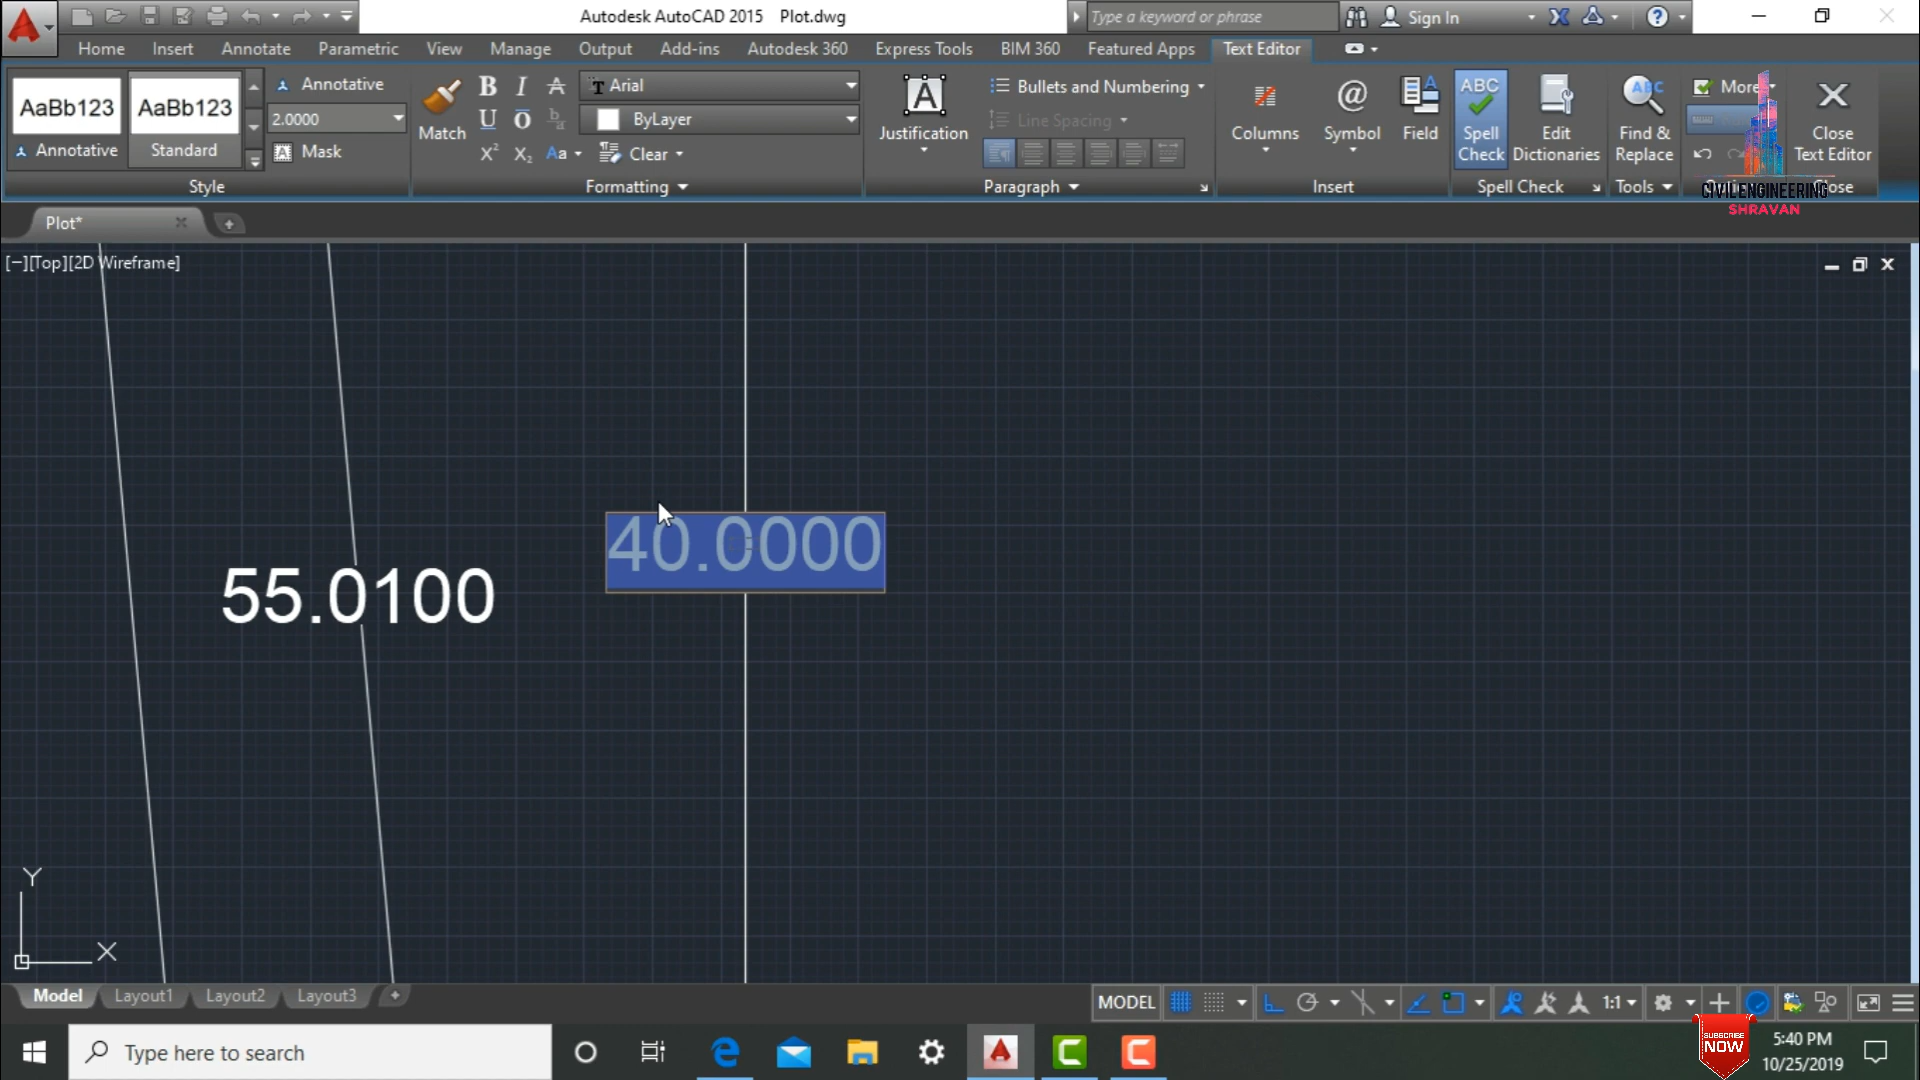 Autodesk AutoCAD 2015 Plot.dwg
Type a keyword or phrase
Sign In
Home Insert Annotate Parametric View Manage Output Add-ins Autodesk 360 Express Tools BIM 360 Featured Apps Text Editor
AaBb123 AaBb123
Annotative Standard
Annotative
2.0000
Mask
Style
Match
Arial
ByLayer
Clear
Formatting
Justification
Bullets and Numbering
Line Spacing
Paragraph
Columns
Symbol
Field
Insert
ABC
Spell Check
Edit Dictionaries
Spell Check
ABC
Find & Replace
Tools
More
Close Text Editor
Close
CIVIL ENGINEERING
SHRAVAN
Plot*
[−][Top][2D Wireframe]
40.0000
55.0100
Y
X
Model Layout1 Layout2 Layout3
MODEL
1:1
Type here to search
SUBSCRIBE
NOW
5:40 PM
10/25/2019